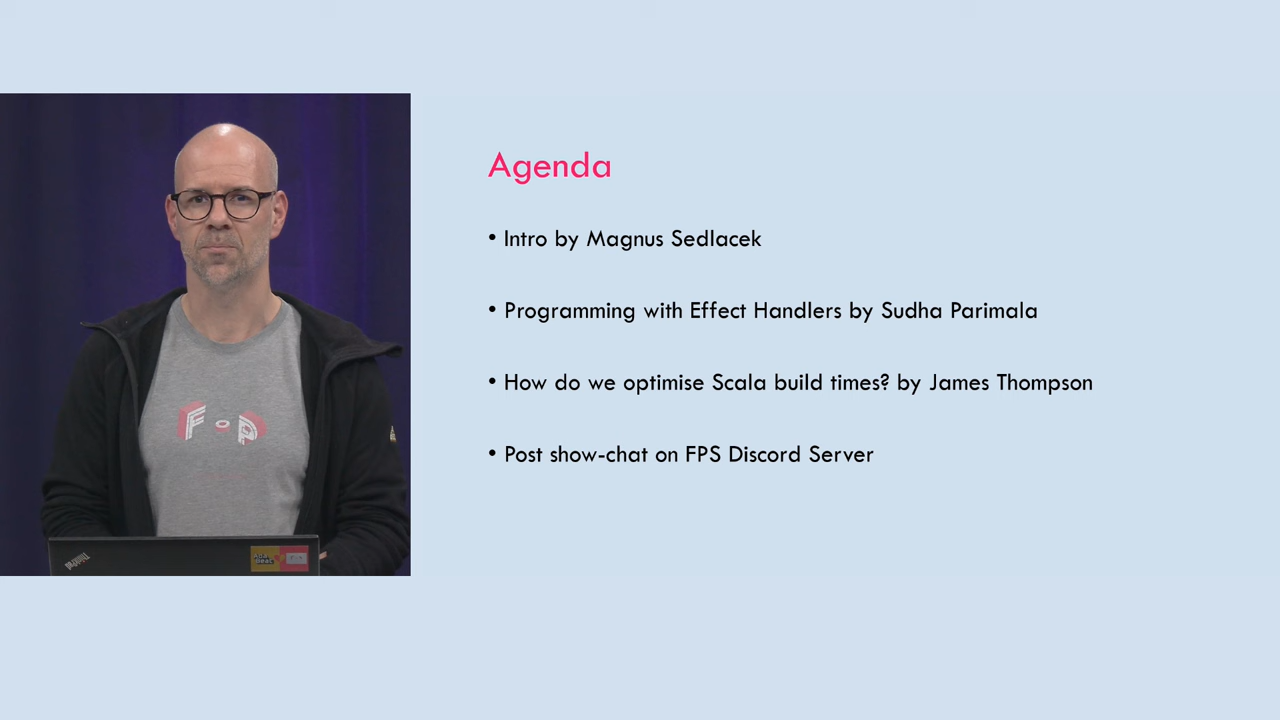 Agenda
• Intro by Magnus Sedlacek
• Programming with Effect Handlers by Sudha Parimala
• How do we optimise Scala build times? by James Thompson
• Post show-chat on FPS Discord Server
F P
ThinkPad